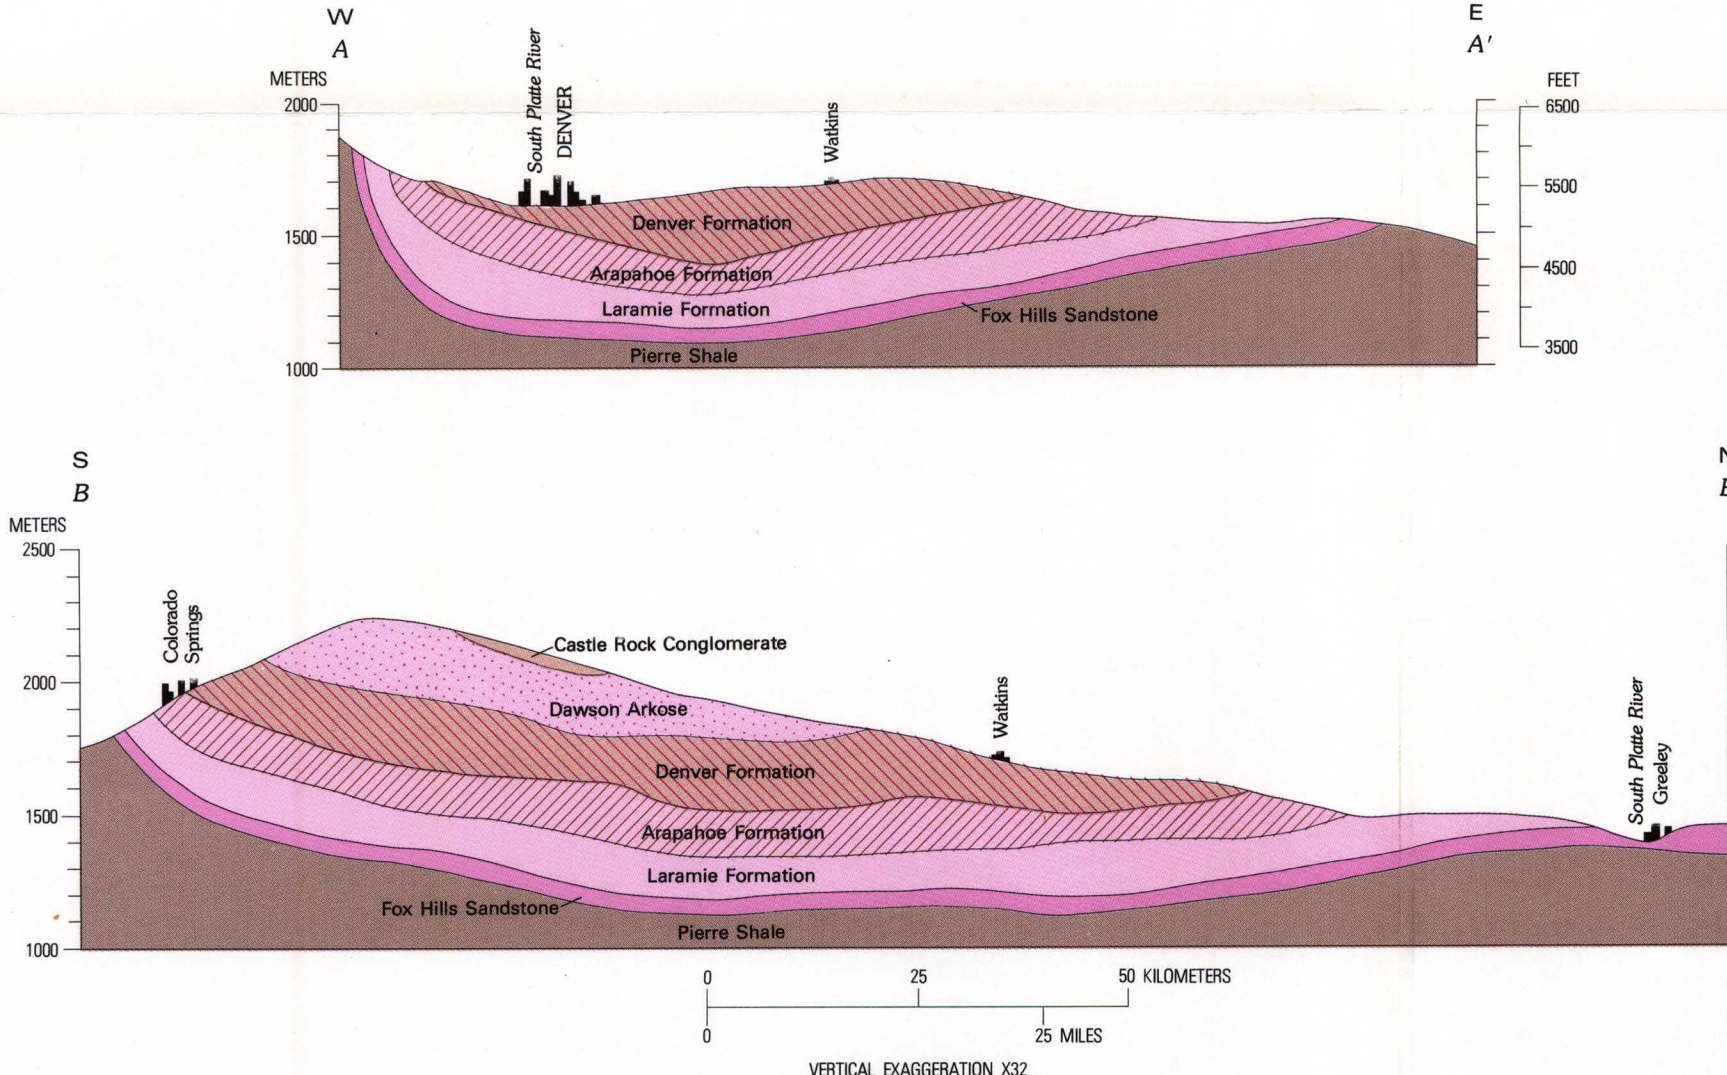 W
A
E
A'
METERS
FEET
2000
1500
1000
6500
5500
4500
3500
South Platte River
DENVER
Watkins
Denver Formation
Arapahoe Formation
Laramie Formation
Fox Hills Sandstone
Pierre Shale
S
B
N
METERS
2500
2000
1500
1000
Colorado
Springs
Castle Rock Conglomerate
Dawson Arkose
Watkins
South Platte River
Greeley
Denver Formation
Arapahoe Formation
Laramie Formation
Fox Hills Sandstone
Pierre Shale
0 25 50 KILOMETERS
0 25 MILES
VERTICAL EXAGGERATION X32